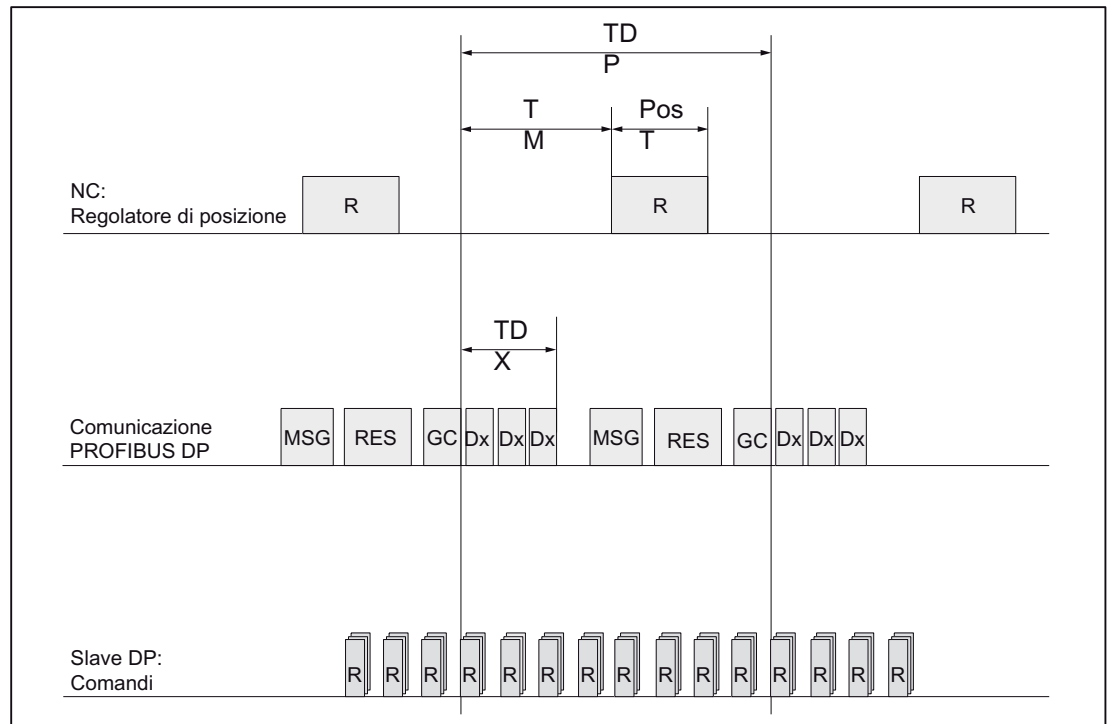 TD
P
T
M
Pos
T
NC:
Regolatore di posizione
R R R
TD
X
Comunicazione
PROFIBUS DP
MSG RES GC Dx Dx Dx MSG RES GC Dx Dx Dx
Slave DP:
Comandi
R R R R R R R R R R R R R R R